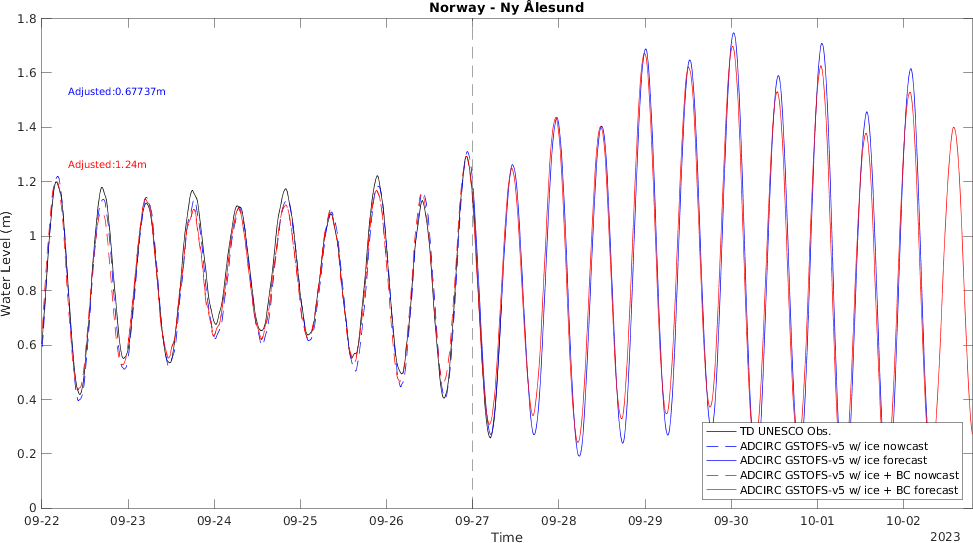 Norway - Ny Ålesund
1.8
1.6
1.4
1.2
1
0.8
0.6
0.4
0.2
0
Water Level (m)
Adjusted:0.67737m
Adjusted:1.24m
TD UNESCO Obs.
ADCIRC GSTOFS-v5 w/ ice nowcast
ADCIRC GSTOFS-v5 w/ ice forecast
ADCIRC GSTOFS-v5 w/ ice + BC nowcast
ADCIRC GSTOFS-v5 w/ ice + BC forecast
09-22 09-23 09-24 09-25 09-26 09-27 09-28 09-29 09-30 10-01 10-02
Time
2023